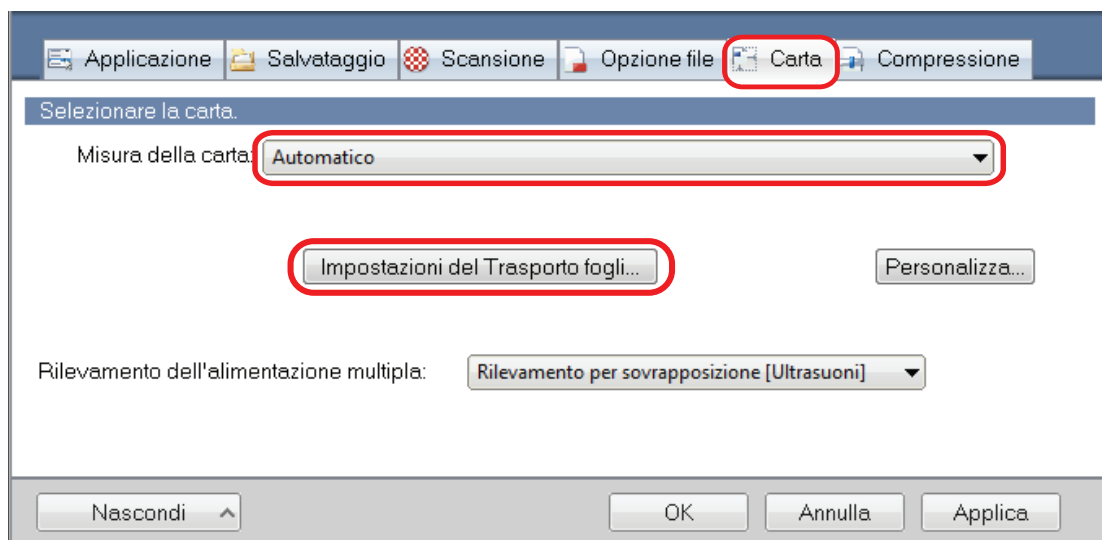 Applicazione Salvataggio Scansione Opzione file Carta Compressione
Selezionare la carta.
Misura della carta: Automatico
Impostazioni del Trasporto fogli... Personalizza...
Rilevamento dell'alimentazione multipla: Rilevamento per sovrapposizione [Ultrasuoni]
Nascondi OK Annulla Applica